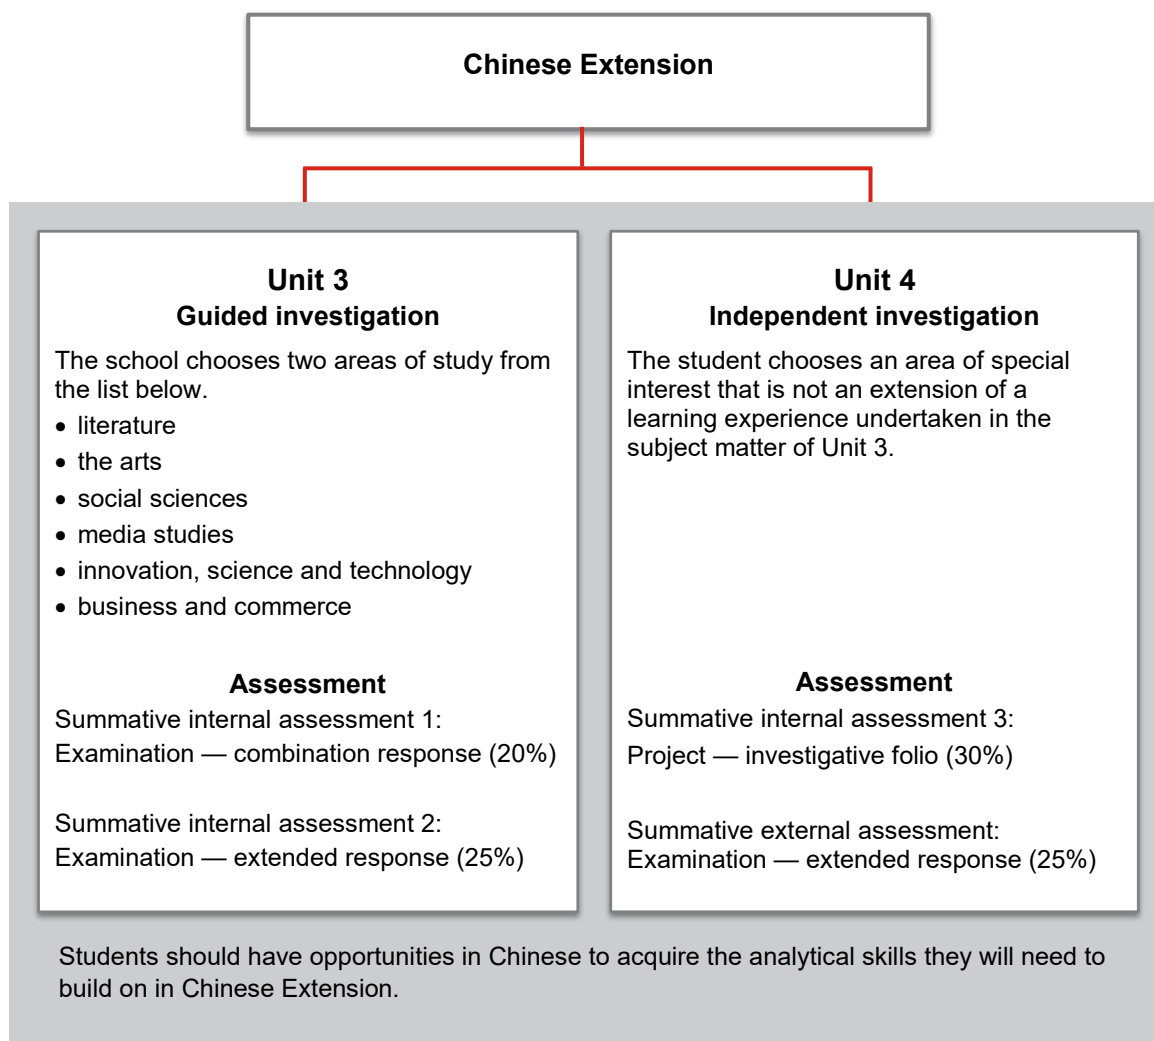 Chinese Extension
Unit 3
Guided investigation
The school chooses two areas of study from
the list below.
• literature
• the arts
• social sciences
• media studies
• innovation, science and technology
• business and commerce
Assessment
Summative internal assessment 1:
Examination — combination response (20%)
Summative internal assessment 2:
Examination — extended response (25%)
Unit 4
Independent investigation
The student chooses an area of special
interest that is not an extension of a
learning experience undertaken in the
subject matter of Unit 3.
Assessment
Summative internal assessment 3:
Project — investigative folio (30%)
Summative external assessment:
Examination — extended response (25%)
Students should have opportunities in Chinese to acquire the analytical skills they will need to
build on in Chinese Extension.